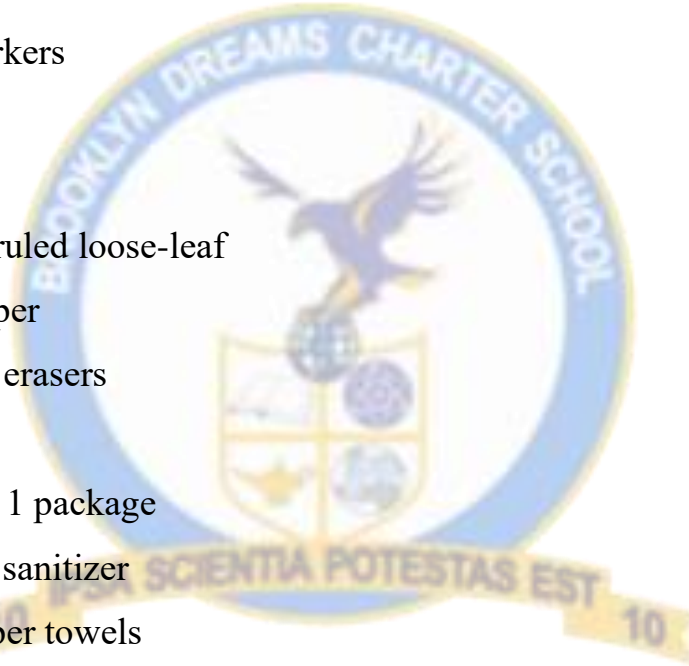 BROOKLYN DREAMS CHARTER SCHOOL
rkers
ruled loose-leaf
per
erasers
1 package
sanitizer
per towels
IPSA SCIENTIA POTESTAS EST
10